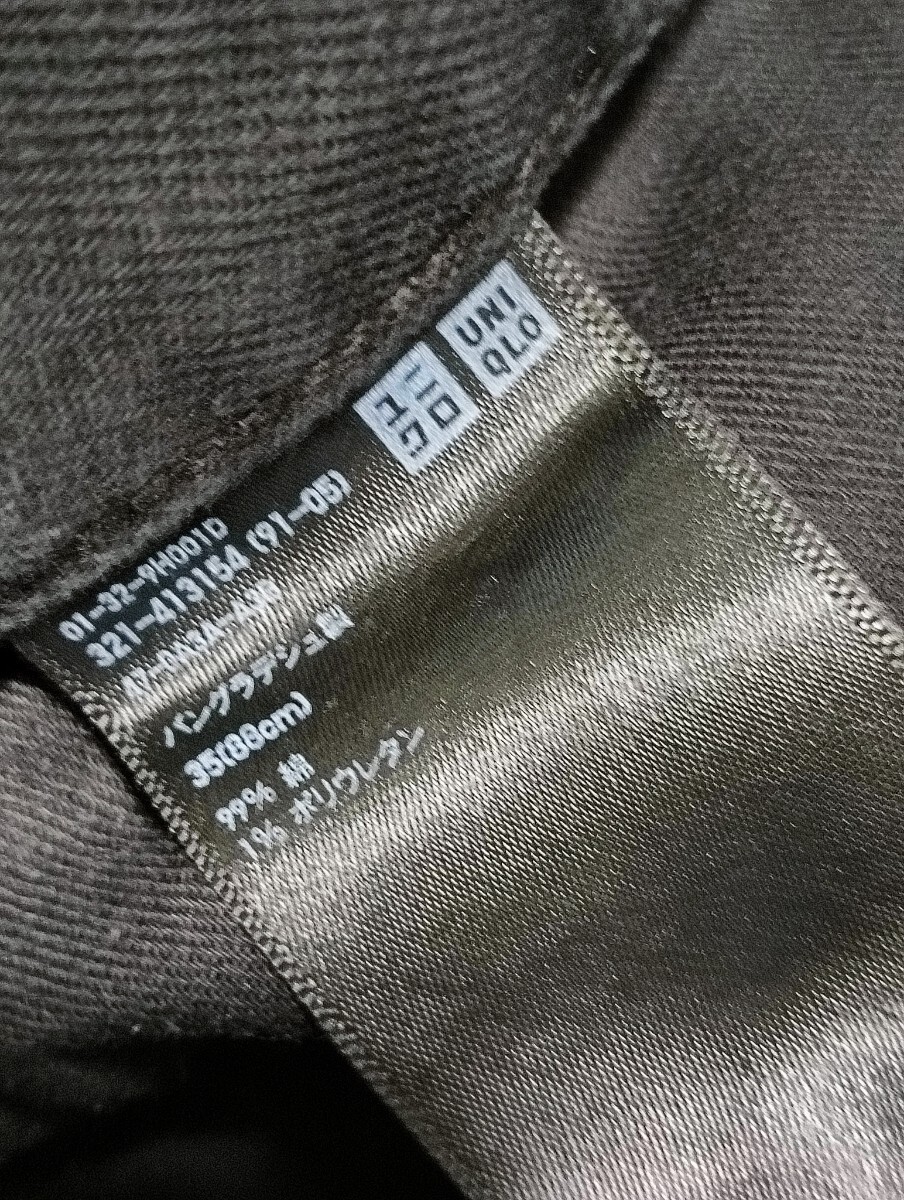 ユニ
クロ
UNI
QLO
01-32-9H001D
321-413154 (91-05)
バングラデシュ製
35(88cm)
99% 綿
1% ポリウレタン